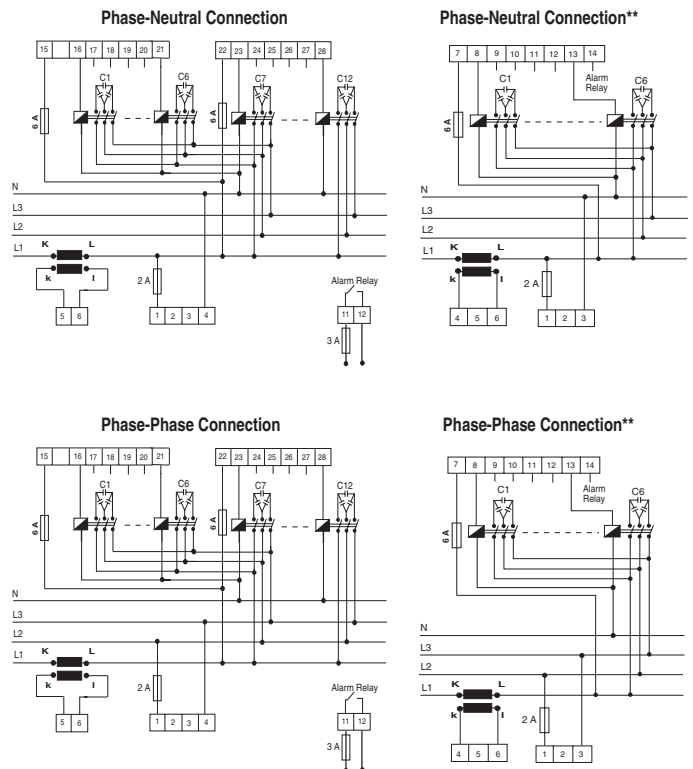 Phase-Neutral Connection
15 16 17 18 19 20 21 22 23 24 25 26 27 28
C1 C6 C7 C12
6 A 6 A
N
L3
L2
L1
K L
k l
2 A
5 6
1 2 3 4
Alarm Relay
11 12
3 A
Phase-Neutral Connection**
7 8 9 10 11 12 13 14
C1 Alarm Relay C6
6 A
N
L3
L2
L1
K L
k l
2 A
4 5 6
1 2 3
Phase-Phase Connection
15 16 17 18 19 20 21 22 23 24 25 26 27 28
C1 C6 C7 C12
6 A 6 A
N
L3
L2
L1
K L
k l
2 A
5 6
1 2 3 4
Alarm Relay
11 12
3 A
Phase-Phase Connection**
7 8 9 10 11 12 13 14
C1 Alarm Relay C6
6 A
N
L3
L2
L1
K L
k l
2 A
4 5 6
1 2 3